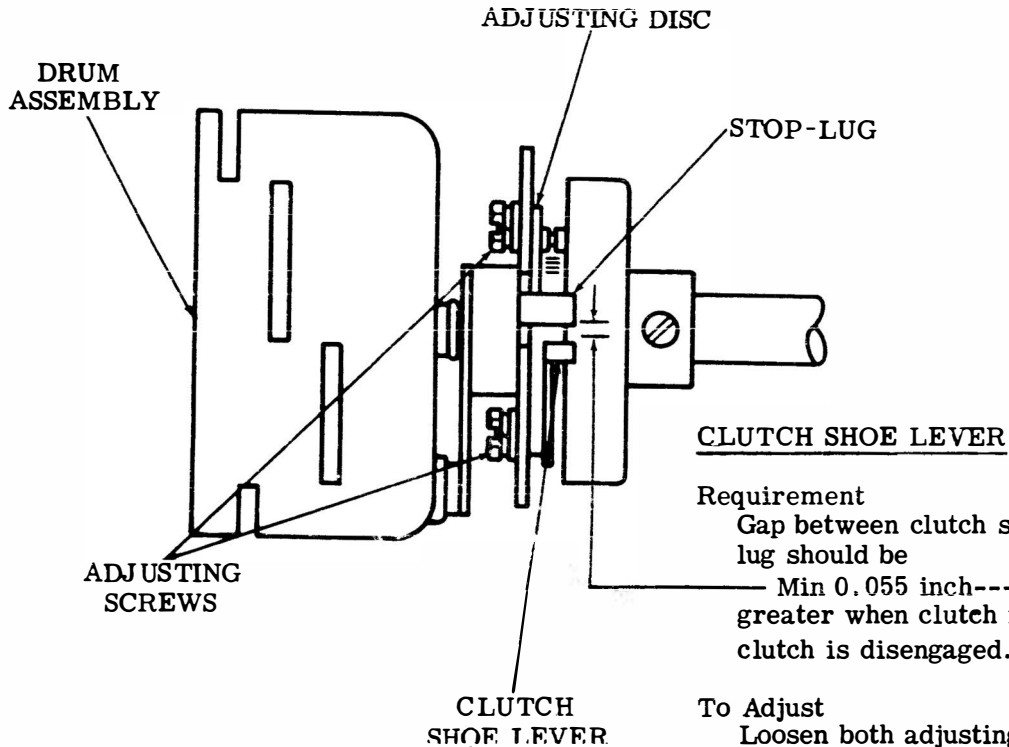 ADJUSTING DISC
DRUM
ASSEMBLY
STOP-LUG
CLUTCH SHOE LEVER
Requirement
Gap between clutch s
lug should be
Min 0.055 inch---
greater when clutch
clutch is disengaged.
ADJUSTING
SCREWS
CLUTCH
SHOE LEVER
To Adjust
Loosen both adjusting